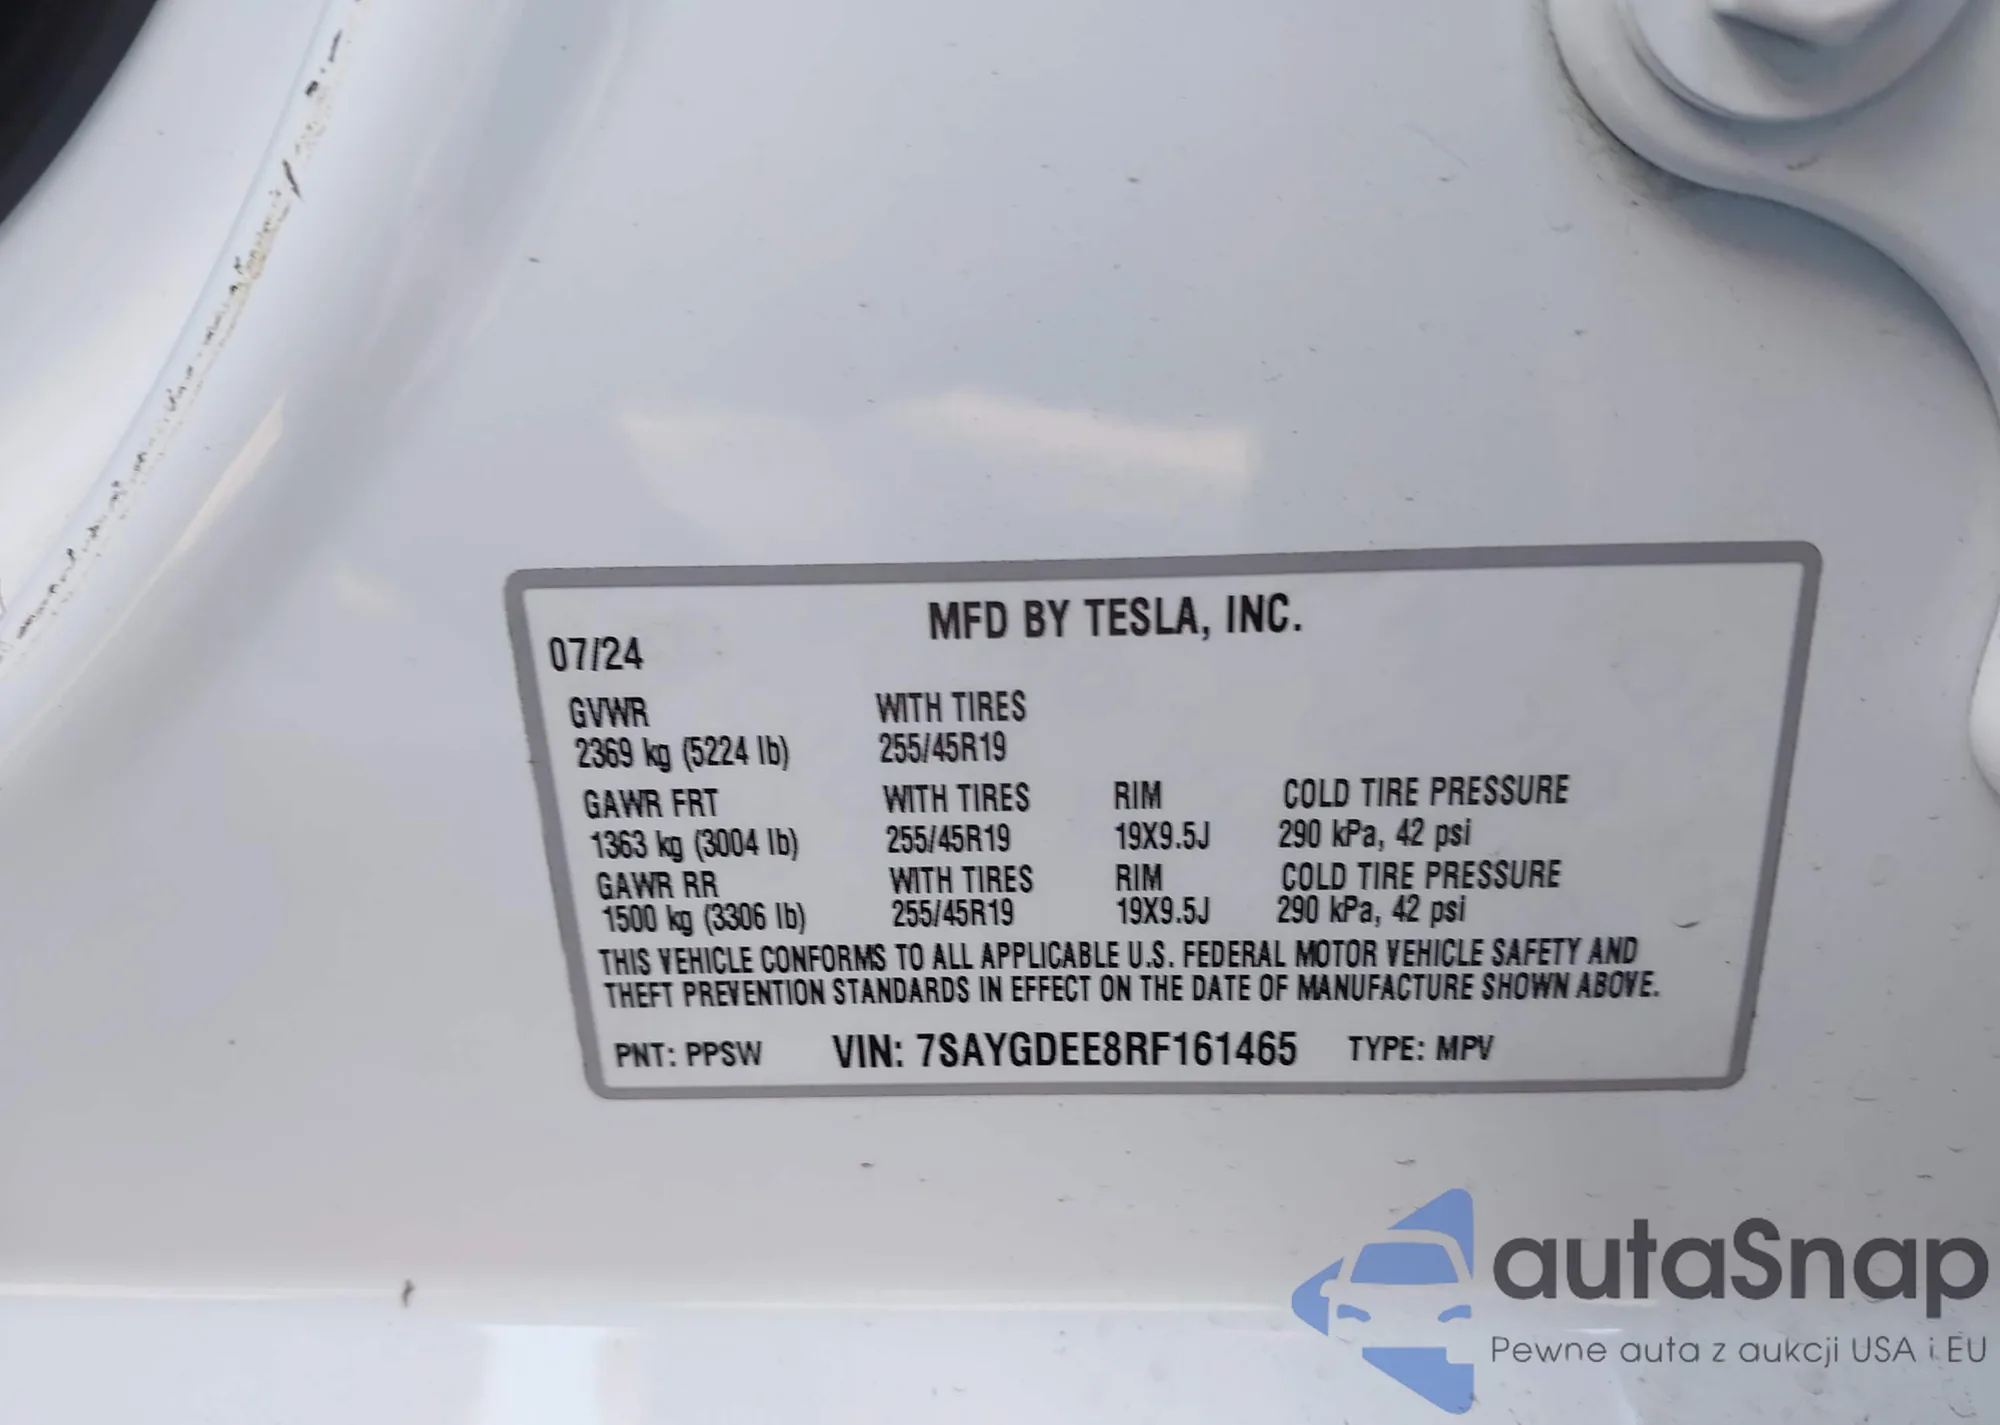 MFD BY TESLA, INC.
07/24
GVWR WITH TIRES
2369 kg (5224 lb) 255/45R19
GAWR FRT WITH TIRES RIM COLD TIRE PRESSURE
1363 kg (3004 lb) 255/45R19 19X9.5J 290 kPa, 42 psi
GAWR RR WITH TIRES RIM COLD TIRE PRESSURE
1500 kg (3306 lb) 255/45R19 19X9.5J 290 kPa, 42 psi
THIS VEHICLE CONFORMS TO ALL APPLICABLE U.S. FEDERAL MOTOR VEHICLE SAFETY AND
THEFT PREVENTION STANDARDS IN EFFECT ON THE DATE OF MANUFACTURE SHOWN ABOVE.
PNT: PPSW VIN: 7SAYGDEE8RF161465 TYPE: MPV
autaSnap
Pewne auta z aukcji USA i EU